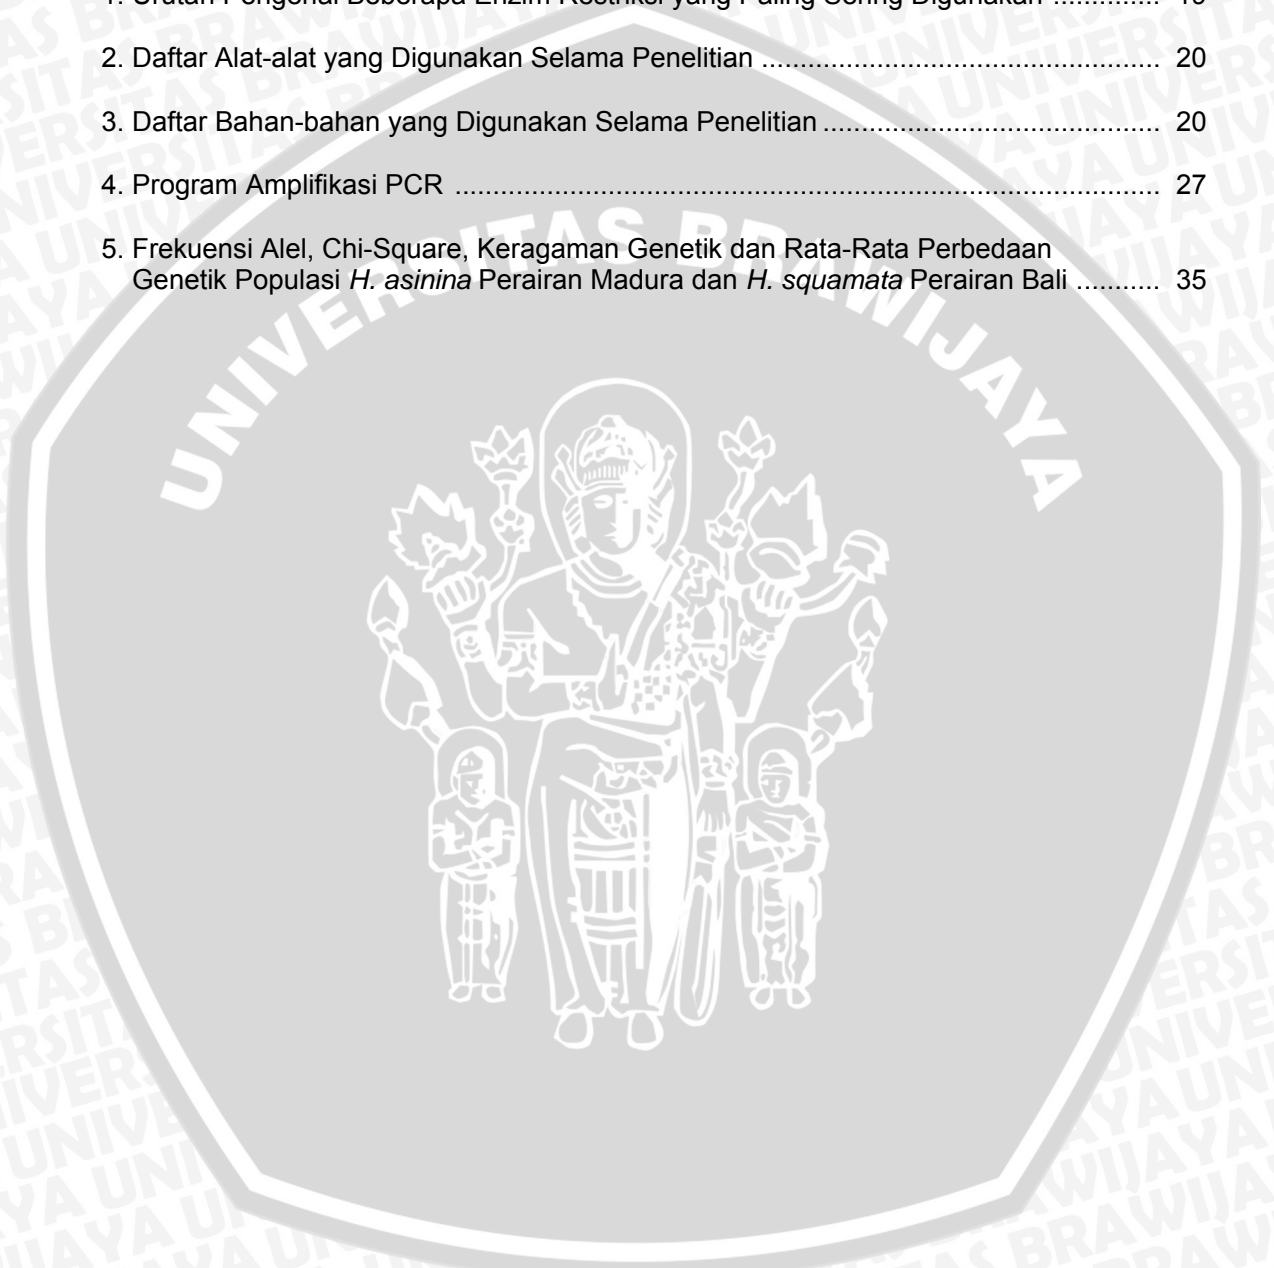 2. Daftar Alat-alat yang Digunakan Selama Penelitian .................................................... 20
3. Daftar Bahan-bahan yang Digunakan Selama Penelitian ............................................ 20
4. Program Amplifikasi PCR ............................................................................................ 27
5. Frekuensi Alel, Chi-Square, Keragaman Genetik dan Rata-Rata Perbedaan
Genetik Populasi H. asinina Perairan Madura dan H. squamata Perairan Bali ........... 35
UNIVERSITAS BRAWIJAYA